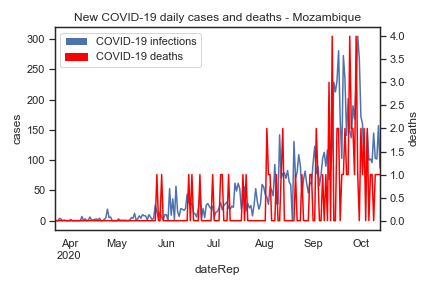 New COVID-19 daily cases and deaths - Mozambique
COVID-19 infections
COVID-19 deaths
300
250
200
150
100
50
0
cases
4.0
3.5
3.0
2.5
2.0
1.5
1.0
0.5
0.0
deaths
Apr May Jun Jul Aug Sep Oct
2020
dateRep